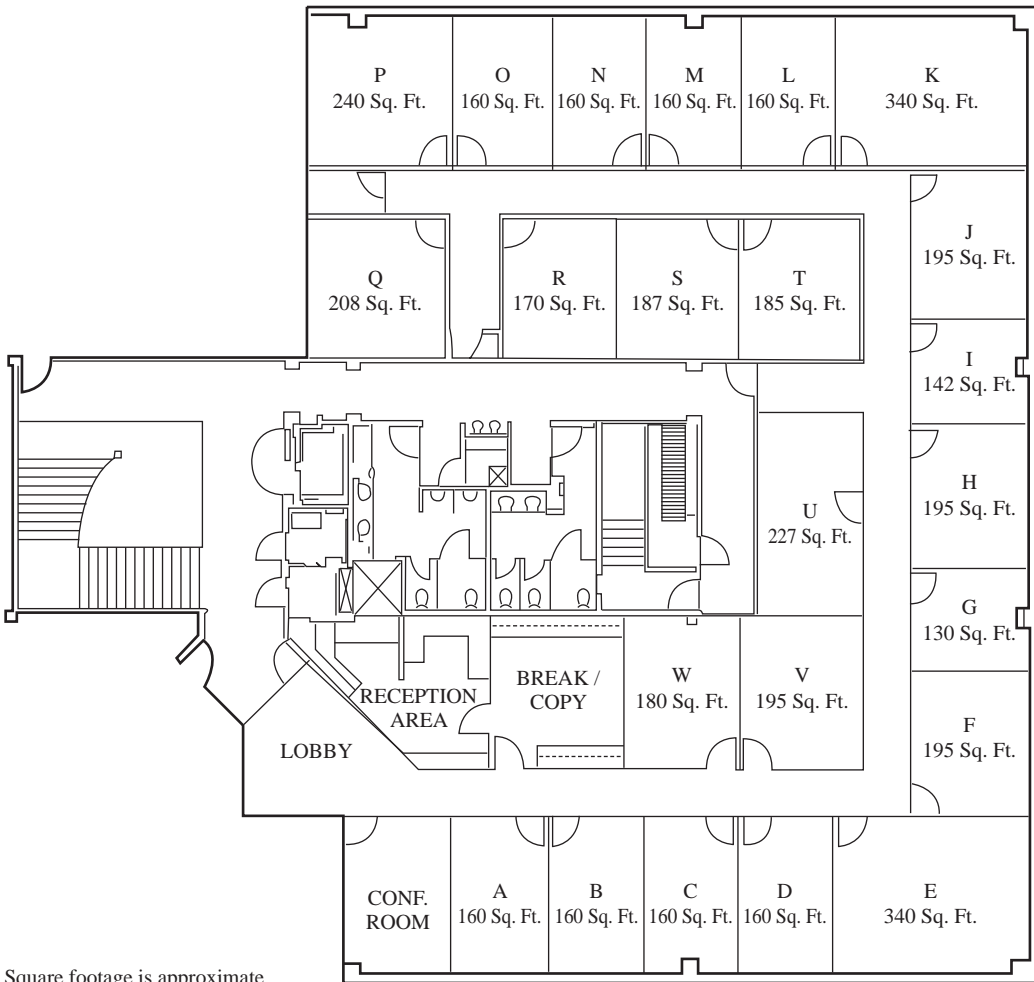 P
240 Sq. Ft.
O
160 Sq. Ft.
N
160 Sq. Ft.
M
160 Sq. Ft.
L
160 Sq. Ft.
K
340 Sq. Ft.
J
195 Sq. Ft.
Q
208 Sq. Ft.
R
170 Sq. Ft.
S
187 Sq. Ft.
T
185 Sq. Ft.
I
142 Sq. Ft.
H
195 Sq. Ft.
U
227 Sq. Ft.
G
130 Sq. Ft.
RECEPTION
AREA
BREAK /
COPY
W
180 Sq. Ft.
V
195 Sq. Ft.
F
195 Sq. Ft.
LOBBY
CONF.
ROOM
A
160 Sq. Ft.
B
160 Sq. Ft.
C
160 Sq. Ft.
D
160 Sq. Ft.
E
340 Sq. Ft.
Square footage is approximate